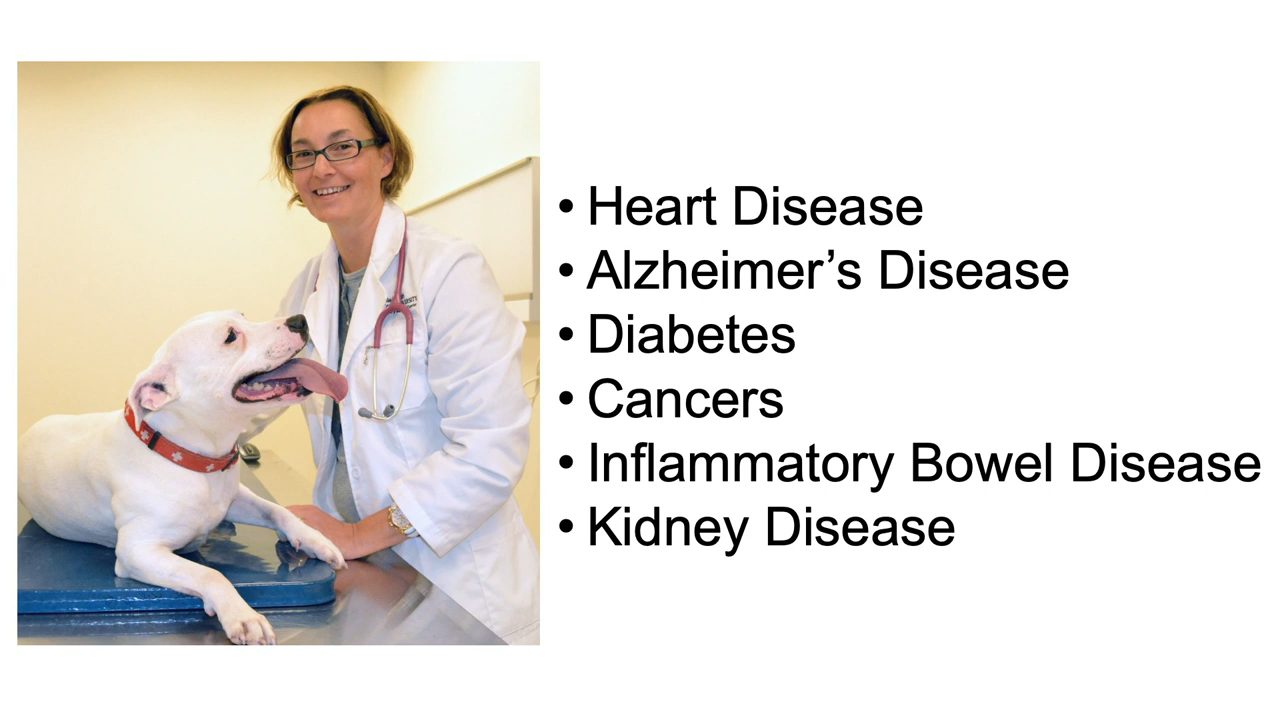 • Heart Disease
• Alzheimer’s Disease
• Diabetes
• Cancers
• Inflammatory Bowel Disease
• Kidney Disease